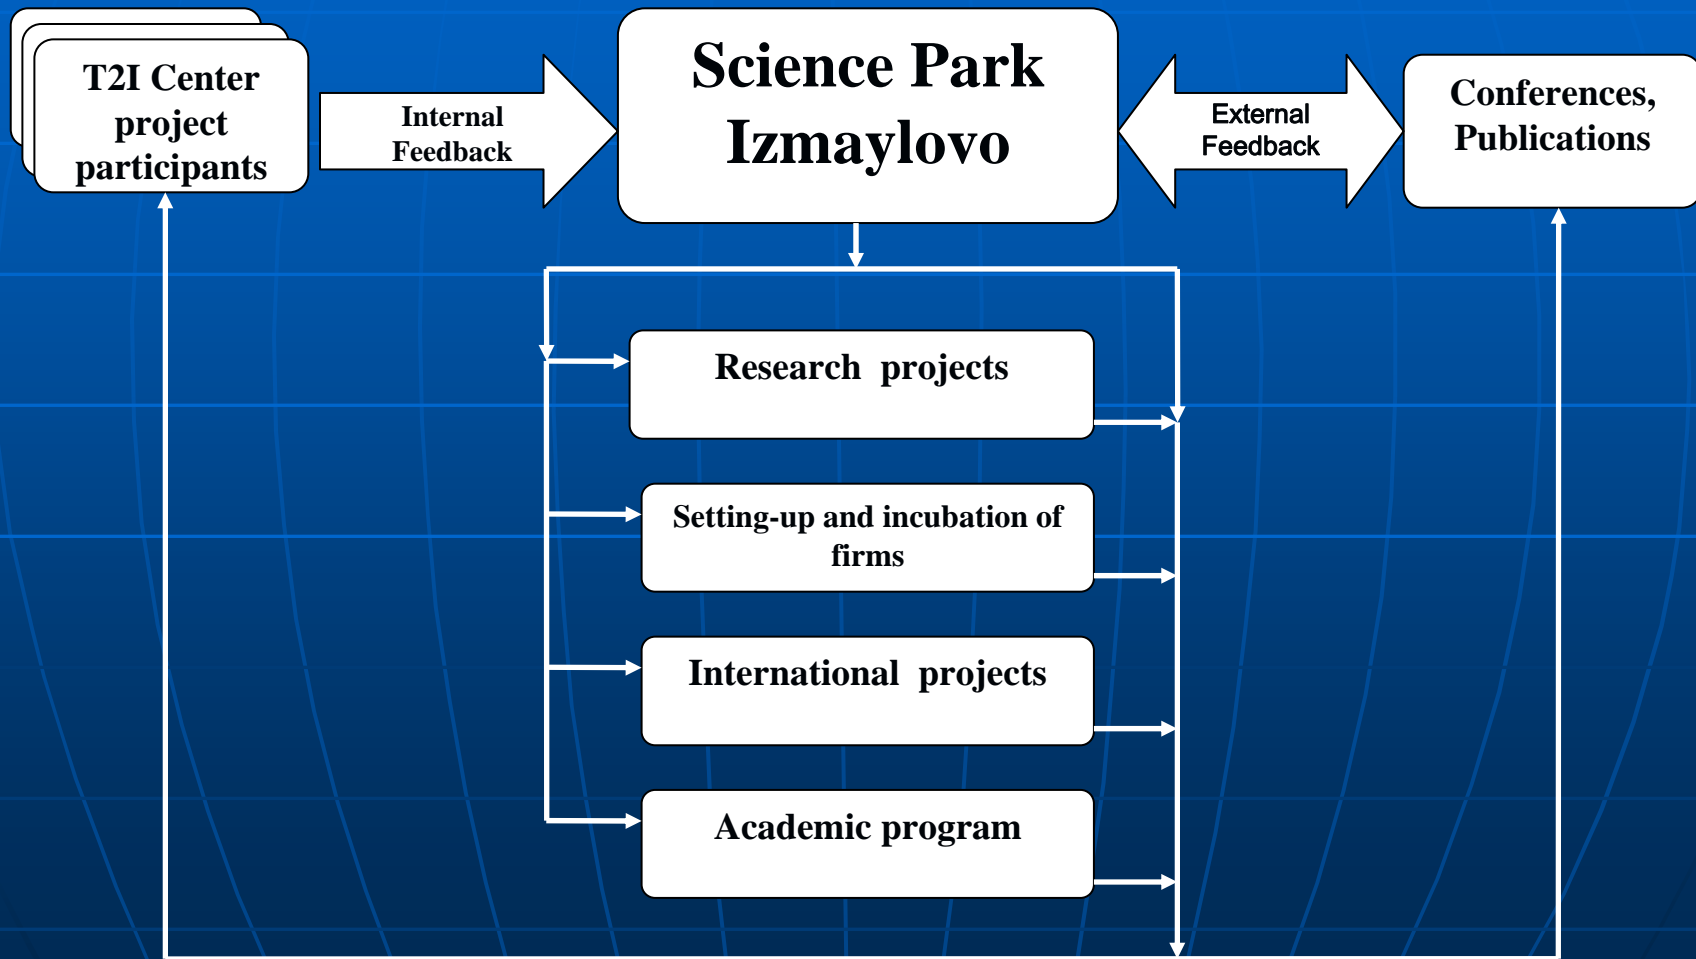 T2I Center
project
participants
Internal
Feedback
Science Park
Izmaylovo
External
Feedback
Conferences,
Publications
Research projects
Setting-up and incubation of
firms
International projects
Academic program